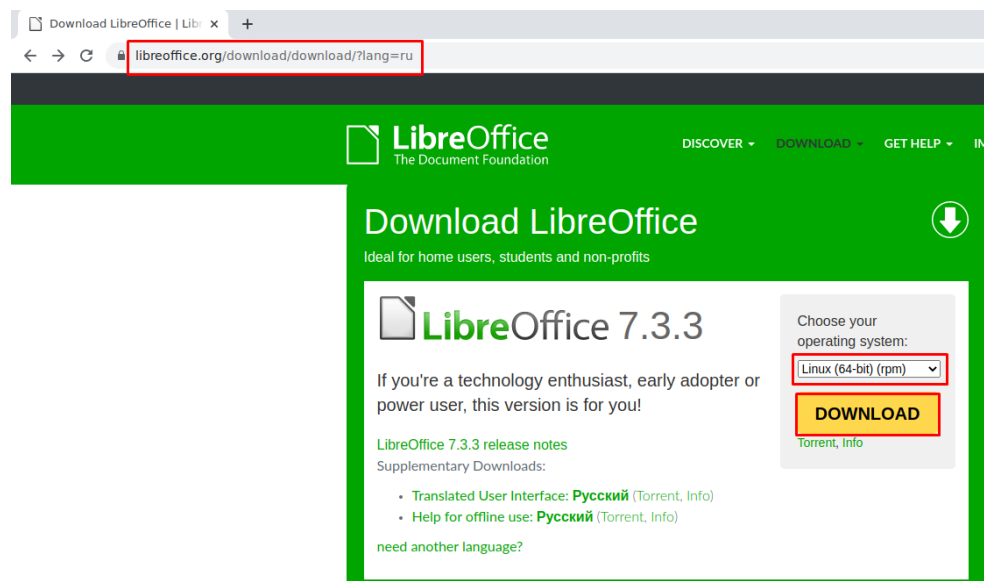 Download LibreOffice | Libr × +
libreoffice.org/download/download/?lang=ru
LibreOffice
The Document Foundation
DISCOVER
DOWNLOAD
GET HELP
Download LibreOffice
Ideal for home users, students and non-profits
LibreOffice 7.3.3
Choose your
operating system:
Linux (64-bit) (rpm)
If you're a technology enthusiast, early adopter or
power user, this version is for you!
DOWNLOAD
Torrent, Info
LibreOffice 7.3.3 release notes
Supplementary Downloads:
• Translated User Interface: Русский (Torrent, Info)
• Help for offline use: Русский (Torrent, Info)
need another language?